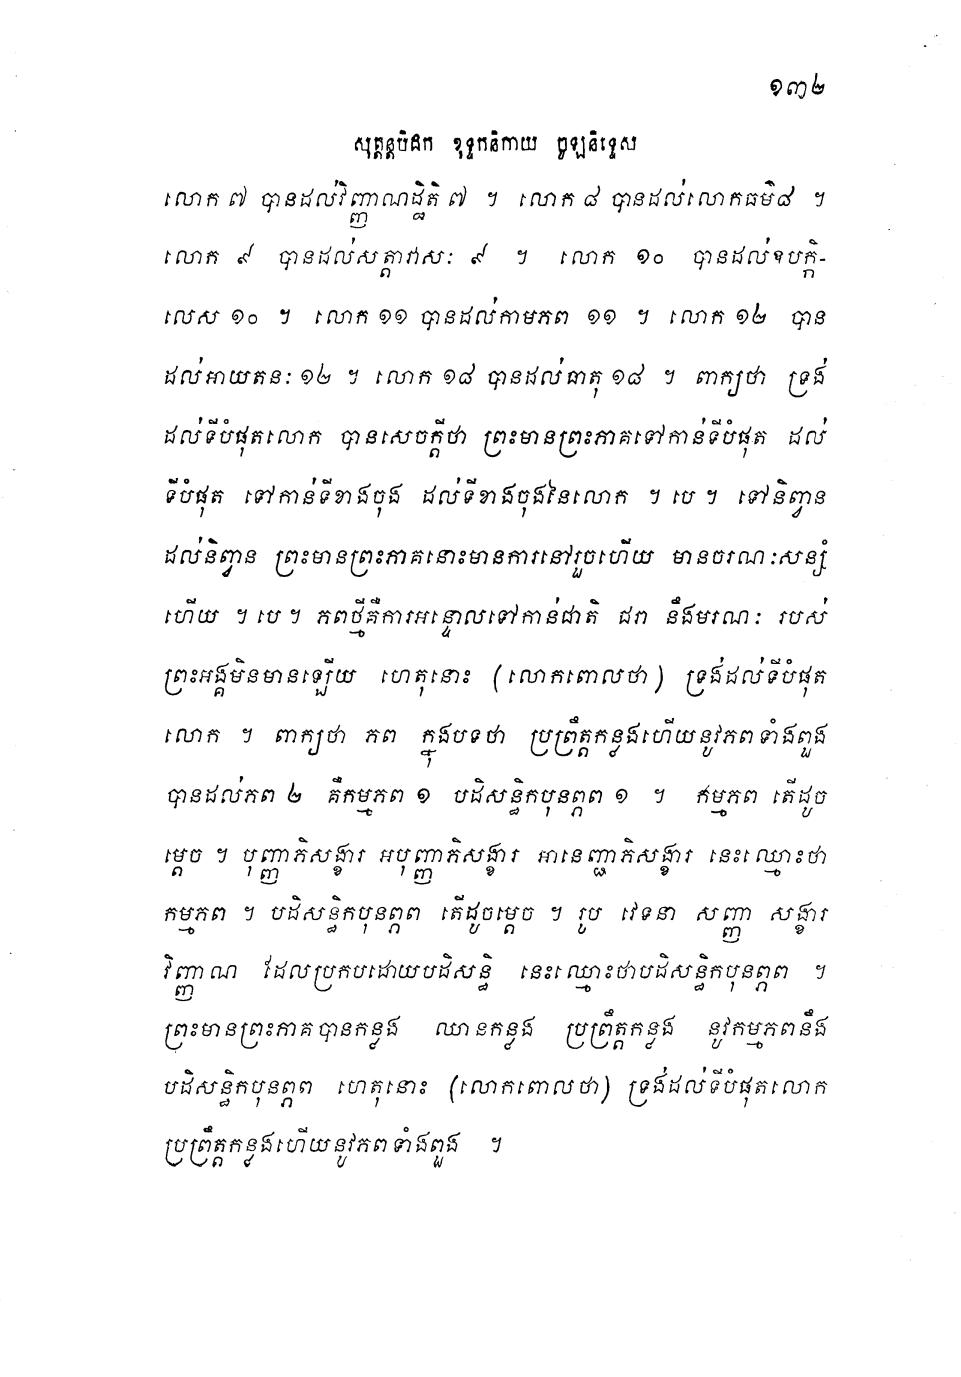 ១៣២
សុត្តន្តបិដក ខុទ្ទកនិកាយ ចូឡនិទ្ទេស
លោក ៧ បានដល់វិញ្ញាណដ្ឋិតិ ៧ ។ លោក ៨ បានដល់លោកធម៌៨ ។
លោក ៩ បានដល់សត្តាវាសៈ ៩ ។ លោក ១០ បានដល់ឧបក្កិ-
លេស ១០ ។ លោក ១១ បានដល់កាមភព ១១ ។ លោក ១២ បាន
ដល់អាយតនៈ ១២ ។ លោក ១៨ បានដល់ធាតុ ១៨ ។ ពាក្យថា ទ្រង់
ដល់ទីបំផុតលោក បានសេចក្តីថា ព្រះមានព្រះភាគទៅកាន់ទីបំផុត ដល់
ទីបំផុត ទៅកាន់ទីខាងចុង ដល់ទីខាងចុងនៃលោក ។ បេ ។ ទៅនិព្វាន
ដល់និព្វាន ព្រះមានព្រះភាគនោះមានការនៅរួចហើយ មានចរណៈសន្សំ
ហើយ ។ បេ ។ ភពថ្មីគឺការអន្ទោលទៅកាន់ជាតិ ជរា នឹងមរណៈ របស់
ព្រះអង្គមិនមានឡើយ ហេតុនោះ (លោកពោលថា) ទ្រង់ដល់ទីបំផុត
លោក ។ ពាក្យថា ភព ក្នុងបទថា ប្រព្រឹត្តកន្លងហើយនូវភពទាំងពួង
បានដល់ភព ២ គឺកម្មភព ១ បដិសន្ធិកបុនព្ភព ១ ។ កម្មភព តើដូច
ម្តេច ។ បុញ្ញាភិសង្ខារ អបុញ្ញាភិសង្ខារ អានេញ្ជាភិសង្ខារ នេះឈ្មោះថា
កម្មភព ។ បដិសន្ធិកបុនព្ភព តើដូចម្តេច ។ រូប វេទនា សញ្ញា សង្ខារ
វិញ្ញាណ ដែលប្រកបដោយបដិសន្ធិ នេះឈ្មោះថាបដិសន្ធិកបុនព្ភព ។
ព្រះមានព្រះភាគបានកន្លង ឈានកន្លង ប្រព្រឹត្តកន្លង នូវកម្មភពនឹង
បដិសន្ធិកបុនព្ភព ហេតុនោះ (លោកពោលថា) ទ្រង់ដល់ទីបំផុតលោក
ប្រព្រឹត្តកន្លងហើយនូវភពទាំងពួង ។